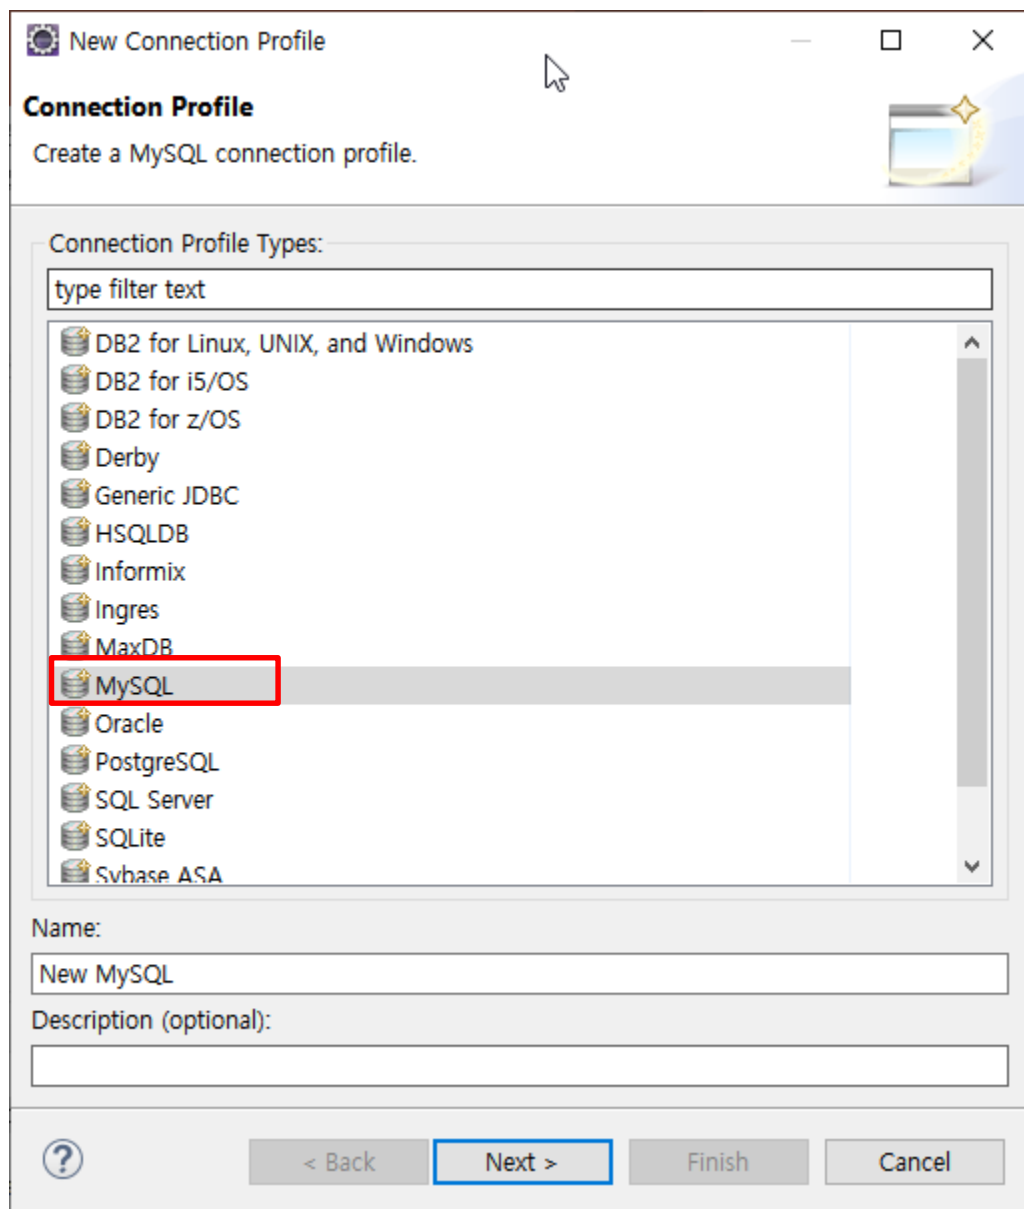 New Connection Profile
Connection Profile
Create a MySQL connection profile.
Connection Profile Types:
type filter text
DB2 for Linux, UNIX, and Windows
DB2 for i5/OS
DB2 for z/OS
Derby
Generic JDBC
HSQLDB
Informix
Ingres
MaxDB
MySQL
Oracle
PostgreSQL
SQL Server
SQLite
Sybase ASA
Name:
New MySQL
Description (optional):
?
< Back
Next >
Finish
Cancel